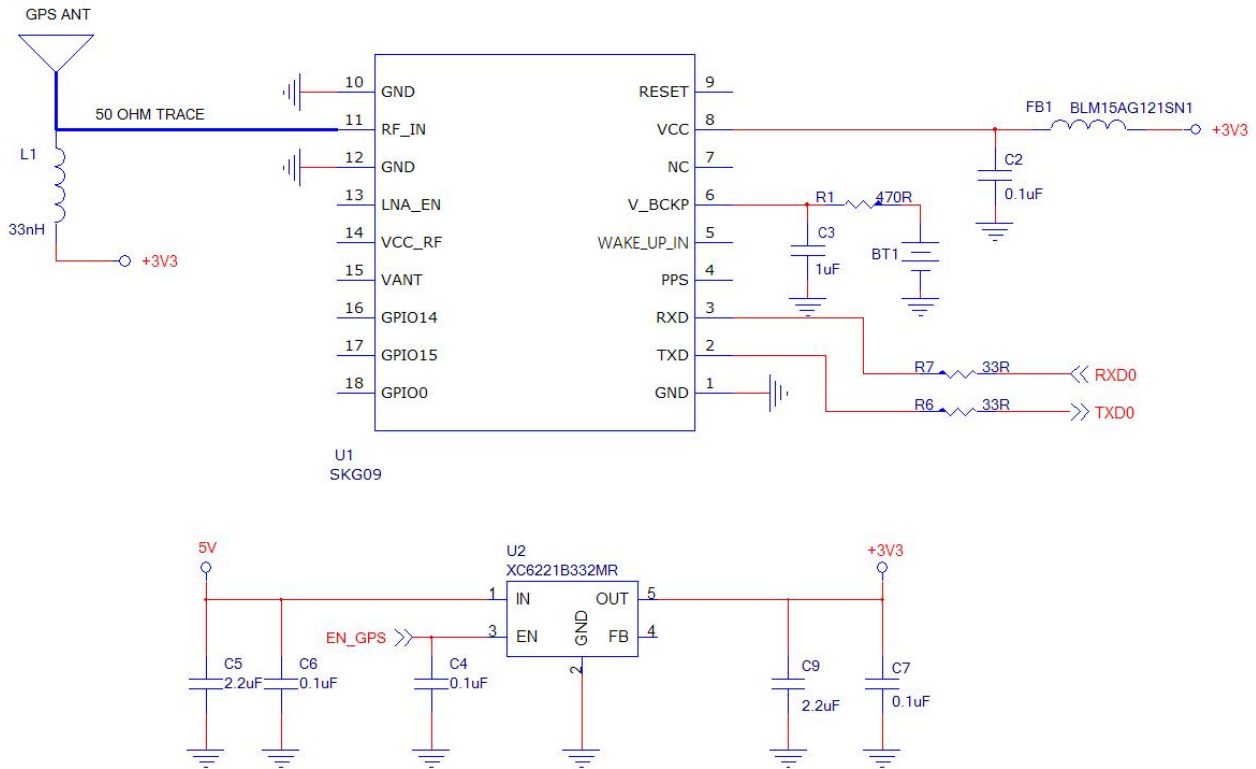 GPS ANT
50 OHM TRACE
L1
33nH
+3V3
10 GND
11 RF_IN
12 GND
13 LNA_EN
14 VCC_RF
15 VANT
16 GPIO14
17 GPIO15
18 GPIO0
RESET 9
VCC 8
NC 7
V_BCKP 6
WAKE_UP_IN 5
PPS 4
RXD 3
TXD 2
GND 1
U1
SKG09
FB1 BLM15AG121SN1
+3V3
C2
0.1uF
R1 470R
C3
1uF
BT1
R7 33R RXD0
R6 33R TXD0
5V
U2
XC6221B332MR
+3V3
1 IN OUT 5
EN_GPS 3 EN GND FB 4
2
C5
2.2uF
C6
0.1uF
C4
0.1uF
C9
2.2uF
C7
0.1uF